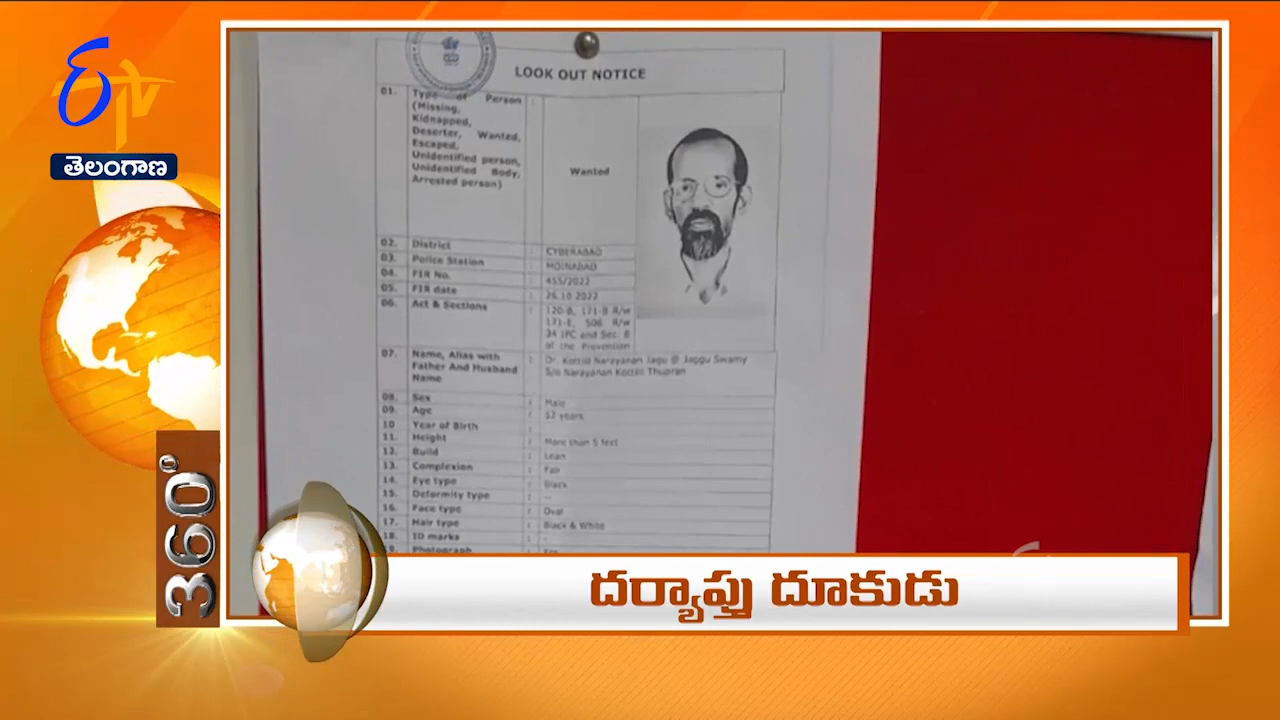 ETV
తెలంగాణ
360°
LOOK OUT NOTICE
01. Type of Person : Wanted
(Missing,
Kidnapped,
Deserter, Wanted,
Escaped,
Unidentified person,
Unidentified Body,
Arrested person)
02. District : CYBERABAD
03. Police Station : MOINABAD
04. FIR No. : 455/2022
05. FIR date : 26.10.2022
06. Act & Sections : 120-B, 171-B R/w
171-E, 506 R/w
34 IPC and Sec. 8
of the Prevention
07. Name, Alias with : Dr. Kottilil Narayanan Jagu @ Jaggu Swamy
Father And Husband S/o Narayanan Kottilil Thupran
Name
08. Sex : Male
09. Age : 52 years
10 Year of Birth :
11. Height : More than 5 feet
12. Build : Lean
13. Complexion : Fair
14. Eye type : Black
15. Deformity type : --
16. Face type : Oval
17. Hair type : Black & White
18. ID marks : -
19. Photograph
దర్యాప్తు దూకుడు